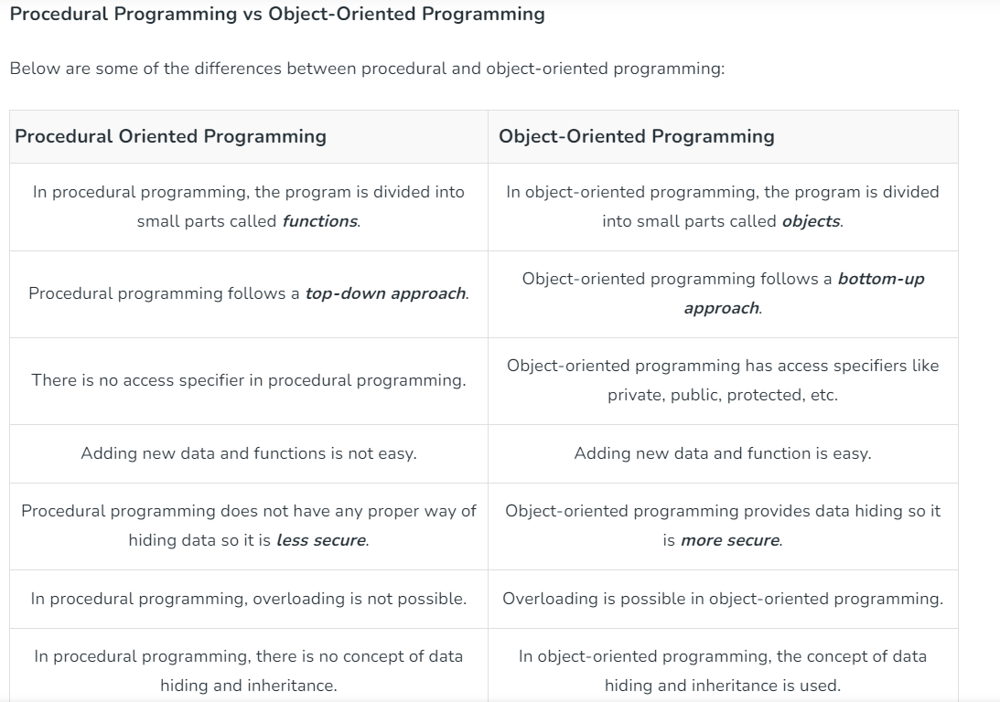 Procedural Programming vs Object-Oriented Programming
Below are some of the differences between procedural and object-oriented programming:
Procedural Oriented Programming
Object-Oriented Programming
In procedural programming, the program is divided into
small parts called functions.
In object-oriented programming, the program is divided
into small parts called objects.
Procedural programming follows a top-down approach.
Object-oriented programming follows a bottom-up
approach.
There is no access specifier in procedural programming.
Object-oriented programming has access specifiers like
private, public, protected, etc.
Adding new data and functions is not easy.
Adding new data and function is easy.
Procedural programming does not have any proper way of
hiding data so it is less secure.
Object-oriented programming provides data hiding so it
is more secure.
In procedural programming, overloading is not possible.
Overloading is possible in object-oriented programming.
In procedural programming, there is no concept of data
hiding and inheritance.
In object-oriented programming, the concept of data
hiding and inheritance is used.